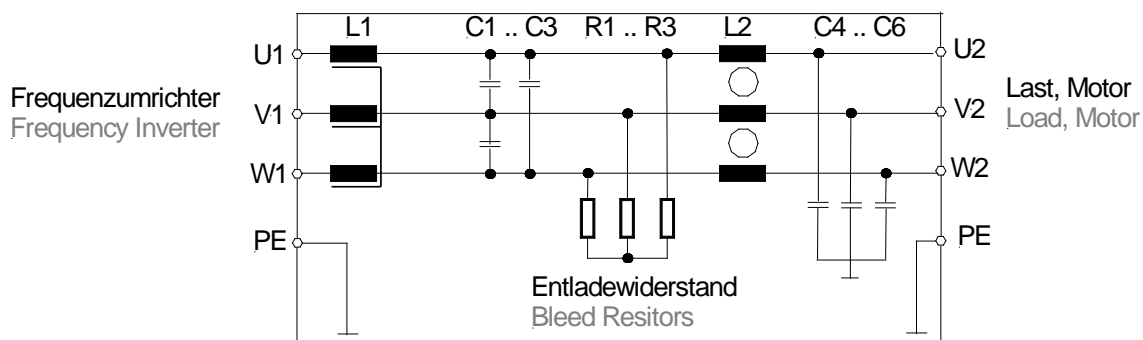 L1 C1 .. C3 R1 .. R3 L2 C4 .. C6
U1 U2
Frequenzumrichter
Frequency Inverter
V1 V2
Last, Motor
Load, Motor
W1 W2
PE PE
Entladewiderstand
Bleed Resitors